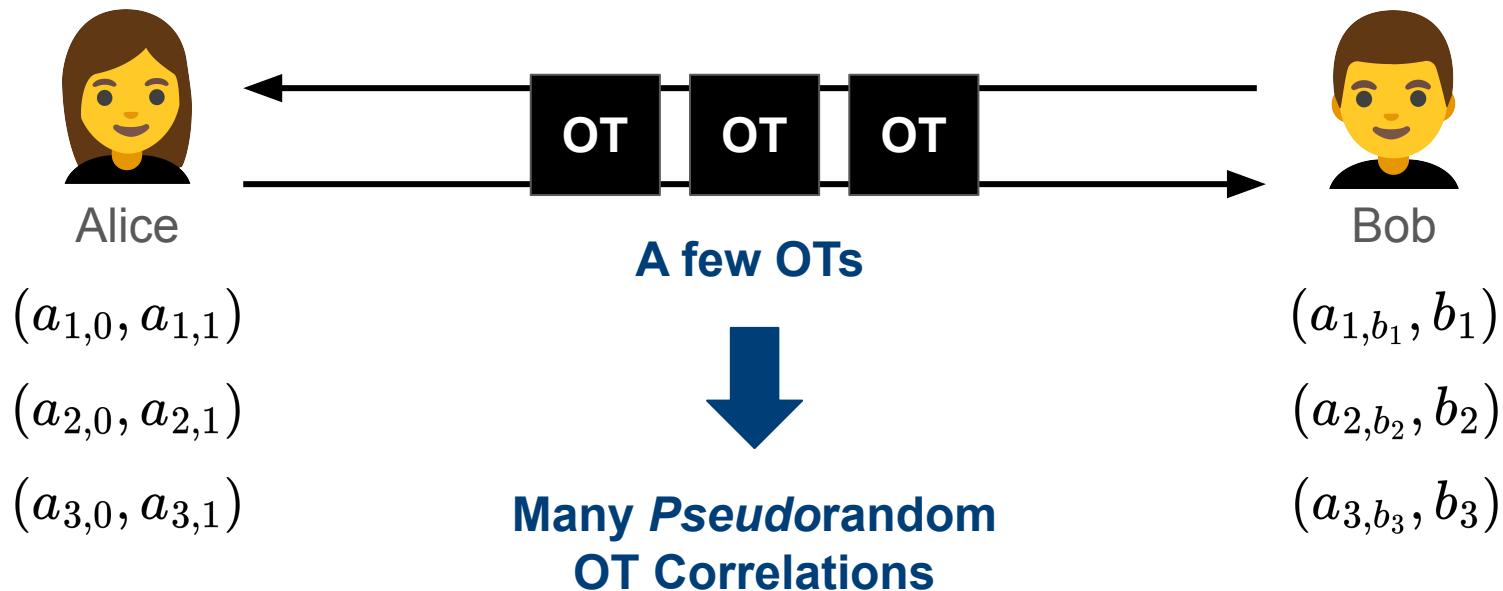 OT OT OT
Alice
Bob
A few OTs
(a_{1,0}, a_{1,1})
(a_{1,b_1}, b_1)
(a_{2,0}, a_{2,1})
(a_{2,b_2}, b_2)
(a_{3,0}, a_{3,1})
(a_{3,b_3}, b_3)
Many Pseudorandom
OT Correlations